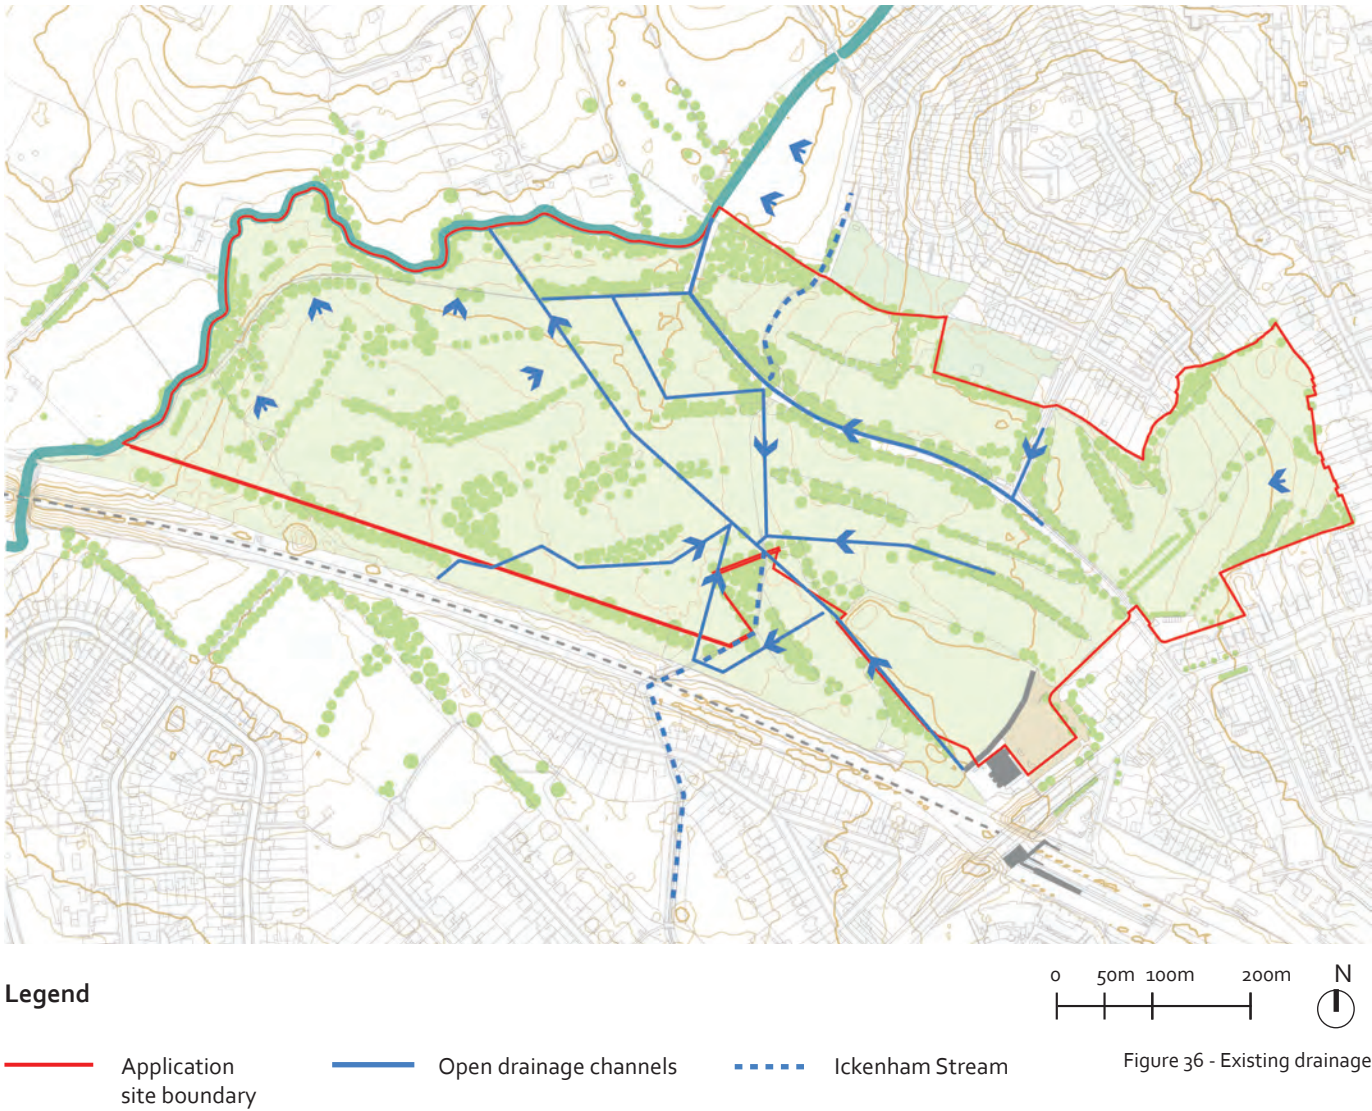 Legend
0 50m 100m 200m N
Application
site boundary
Open drainage channels
Ickenham Stream
Figure 36 - Existing drainage